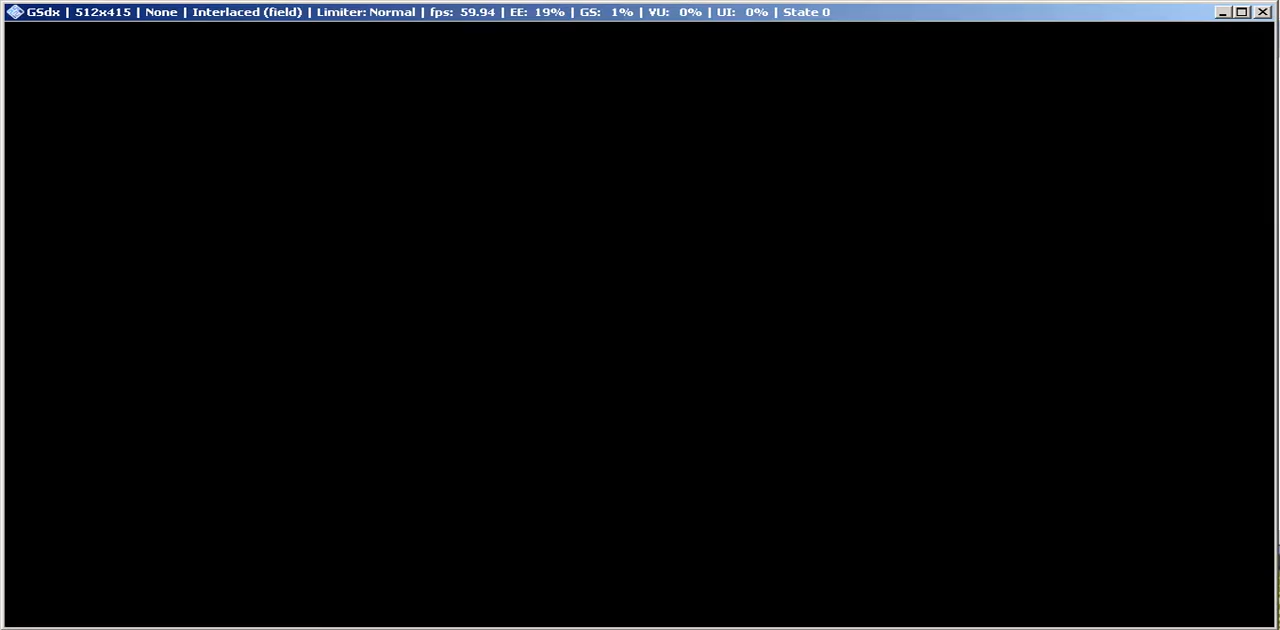 GSdx | 512x415 | None | Interlaced (field) | Limiter: Normal | fps: 59.94 | EE: 19% | GS: 1% | VU: 0% | UI: 0% | State 0